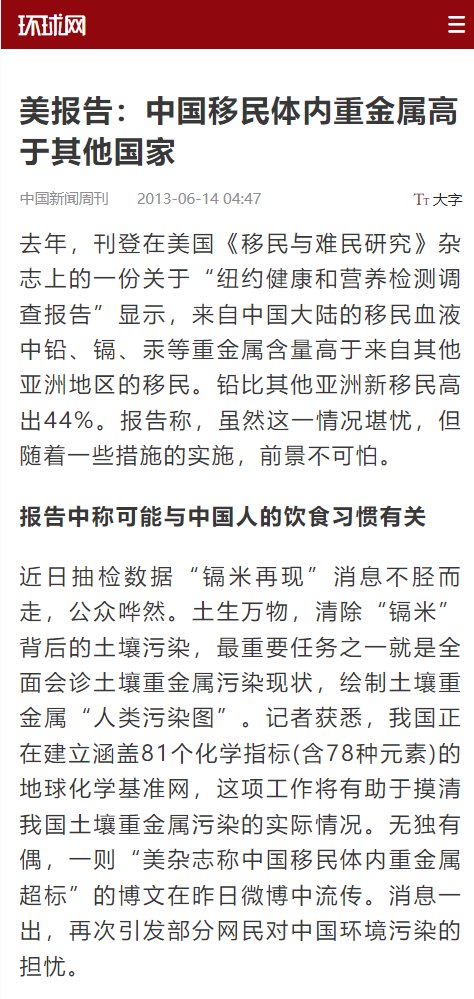 环球网
美报告：中国移民体内重金属高
于其他国家
中国新闻周刊 2013-06-14 04:47 TT 大字
去年，刊登在美国《移民与难民研究》杂
志上的一份关于“纽约健康和营养检测调
查报告”显示，来自中国大陆的移民血液
中铅、镉、汞等重金属含量高于来自其他
亚洲地区的移民。铅比其他亚洲新移民高
出44%。报告称，虽然这一情况堪忧，但
随着一些措施的实施，前景不可怕。
报告中称可能与中国人的饮食习惯有关
近日抽检数据“镉米再现”消息不胫而
走，公众哗然。土生万物，清除“镉米”
背后的土壤污染，最重要任务之一就是全
面会诊土壤重金属污染现状，绘制土壤重
金属“人类污染图”。记者获悉，我国正
在建立涵盖81个化学指标(含78种元素)的
地球化学基准网，这项工作将有助于摸清
我国土壤重金属污染的实际情况。无独有
偶，一则“美杂志称中国移民体内重金属
超标”的博文在昨日微博中流传。消息一
出，再次引发部分网民对中国环境污染的
担忧。